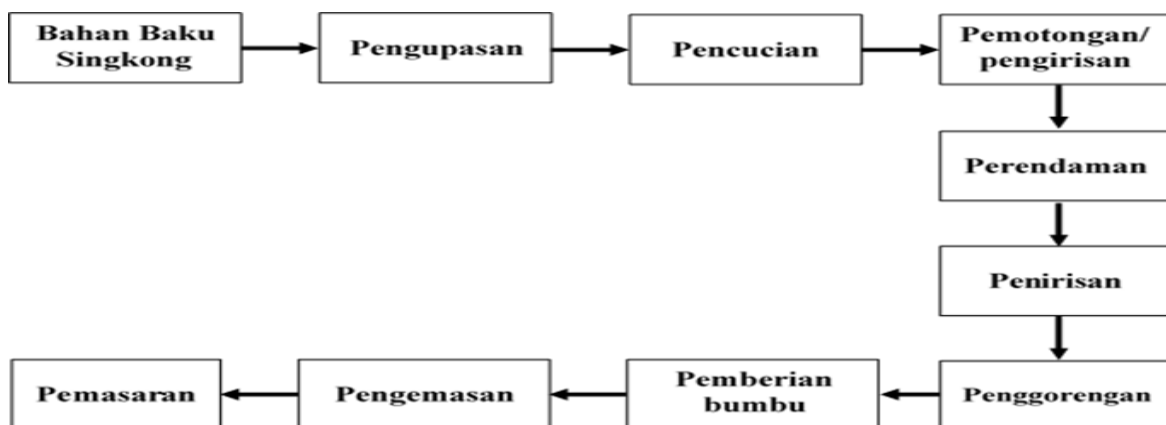 Bahan Baku
Singkong
Pengupasan
Pencucian
Pemotongan/
pengirisan
Perendaman
Penirisan
Penggorengan
Pemberian
bumbu
Pengemasan
Pemasaran